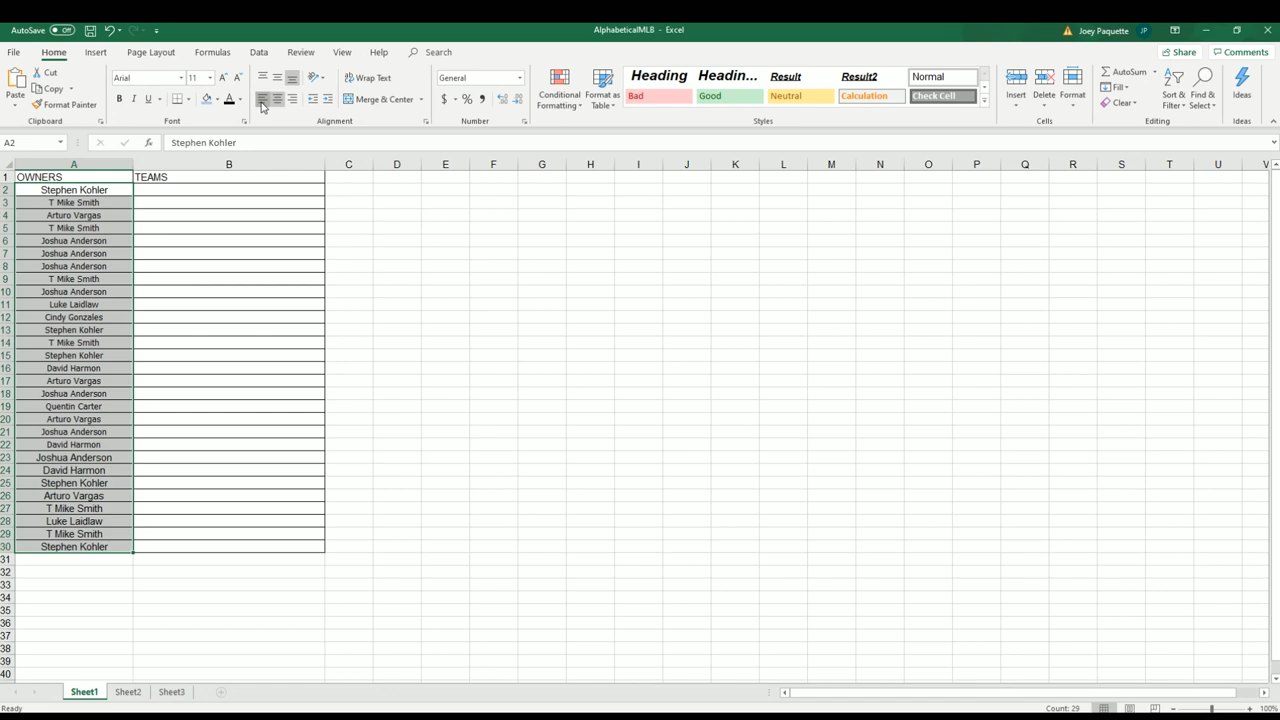 AutoSave Off AlphabeticalMLB - Excel Joey Paquette JP
File Home Insert Page Layout Formulas Data Review View Help Search Share Comments
Paste Cut Copy Format Painter Clipboard
Arial 11 A A B I U A Font
Wrap Text Merge & Center Alignment
General $ % , Number
Conditional Formatting Format as Table
Heading Headin... Result Result2 Normal
Bad Good Neutral Calculation Check Cell
Styles
Insert Delete Format Cells
AutoSum Fill Clear Sort & Filter Find & Select Editing
Ideas Ideas
A2 fx Stephen Kohler
A B C D E F G H I J K L M N O P Q R S T U V
1 OWNERS TEAMS
2 Stephen Kohler
3 T Mike Smith
4 Arturo Vargas
5 T Mike Smith
6 Joshua Anderson
7 Joshua Anderson
8 Joshua Anderson
9 T Mike Smith
10 Joshua Anderson
11 Luke Laidlaw
12 Cindy Gonzales
13 Stephen Kohler
14 T Mike Smith
15 Stephen Kohler
16 David Harmon
17 Arturo Vargas
18 Joshua Anderson
19 Quentin Carter
20 Arturo Vargas
21 Joshua Anderson
22 David Harmon
23 Joshua Anderson
24 David Harmon
25 Stephen Kohler
26 Arturo Vargas
27 T Mike Smith
28 Luke Laidlaw
29 T Mike Smith
30 Stephen Kohler
31
32
33
34
35
36
37
38
39
40
Sheet1 Sheet2 Sheet3
Ready Count: 29 100%